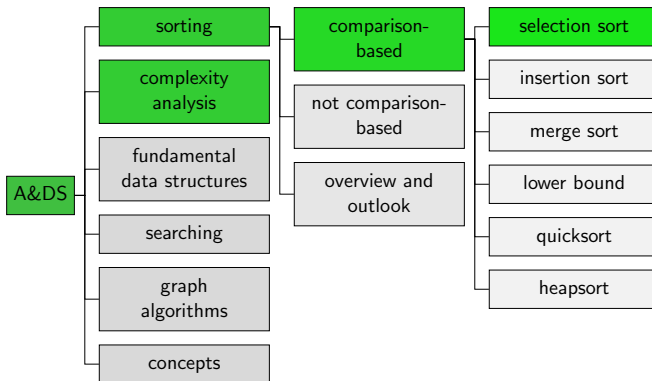 A&DS
sorting
complexity
analysis
fundamental
data structures
searching
graph
algorithms
concepts
comparison-
based
not comparison-
based
overview and
outlook
selection sort
insertion sort
merge sort
lower bound
quicksort
heapsort